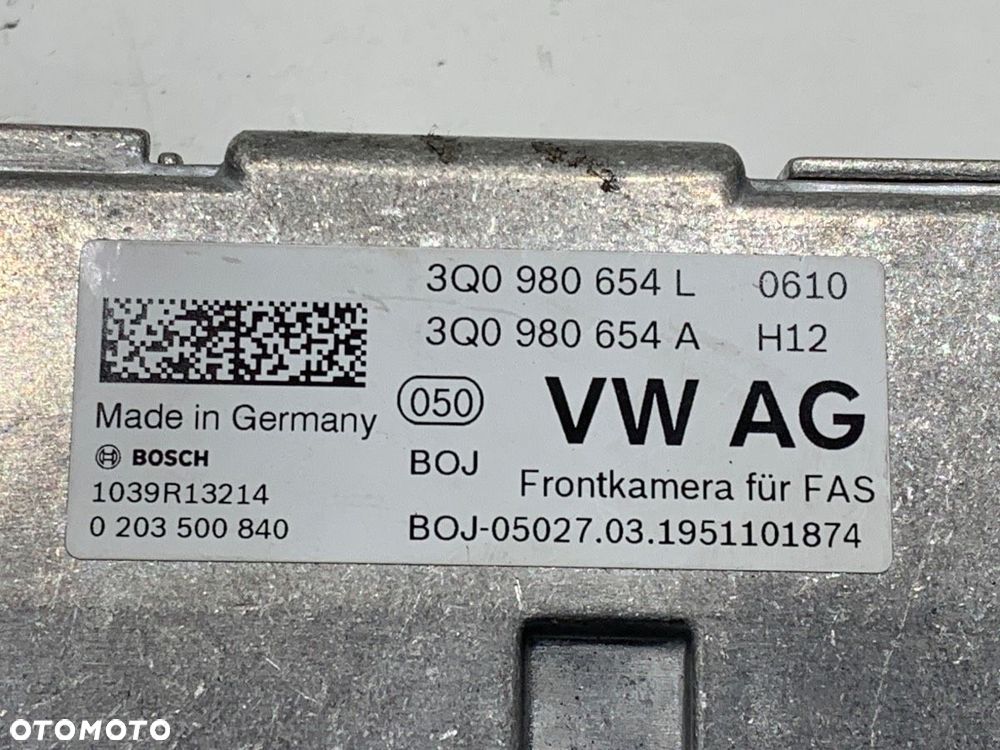 3Q0 980 654 L 0610
3Q0 980 654 A H12
Made in Germany 050 VW AG
BOSCH BOJ
1039R13214 Frontkamera für FAS
0 203 500 840 BOJ-05027.03.1951101874
OTOMOTO